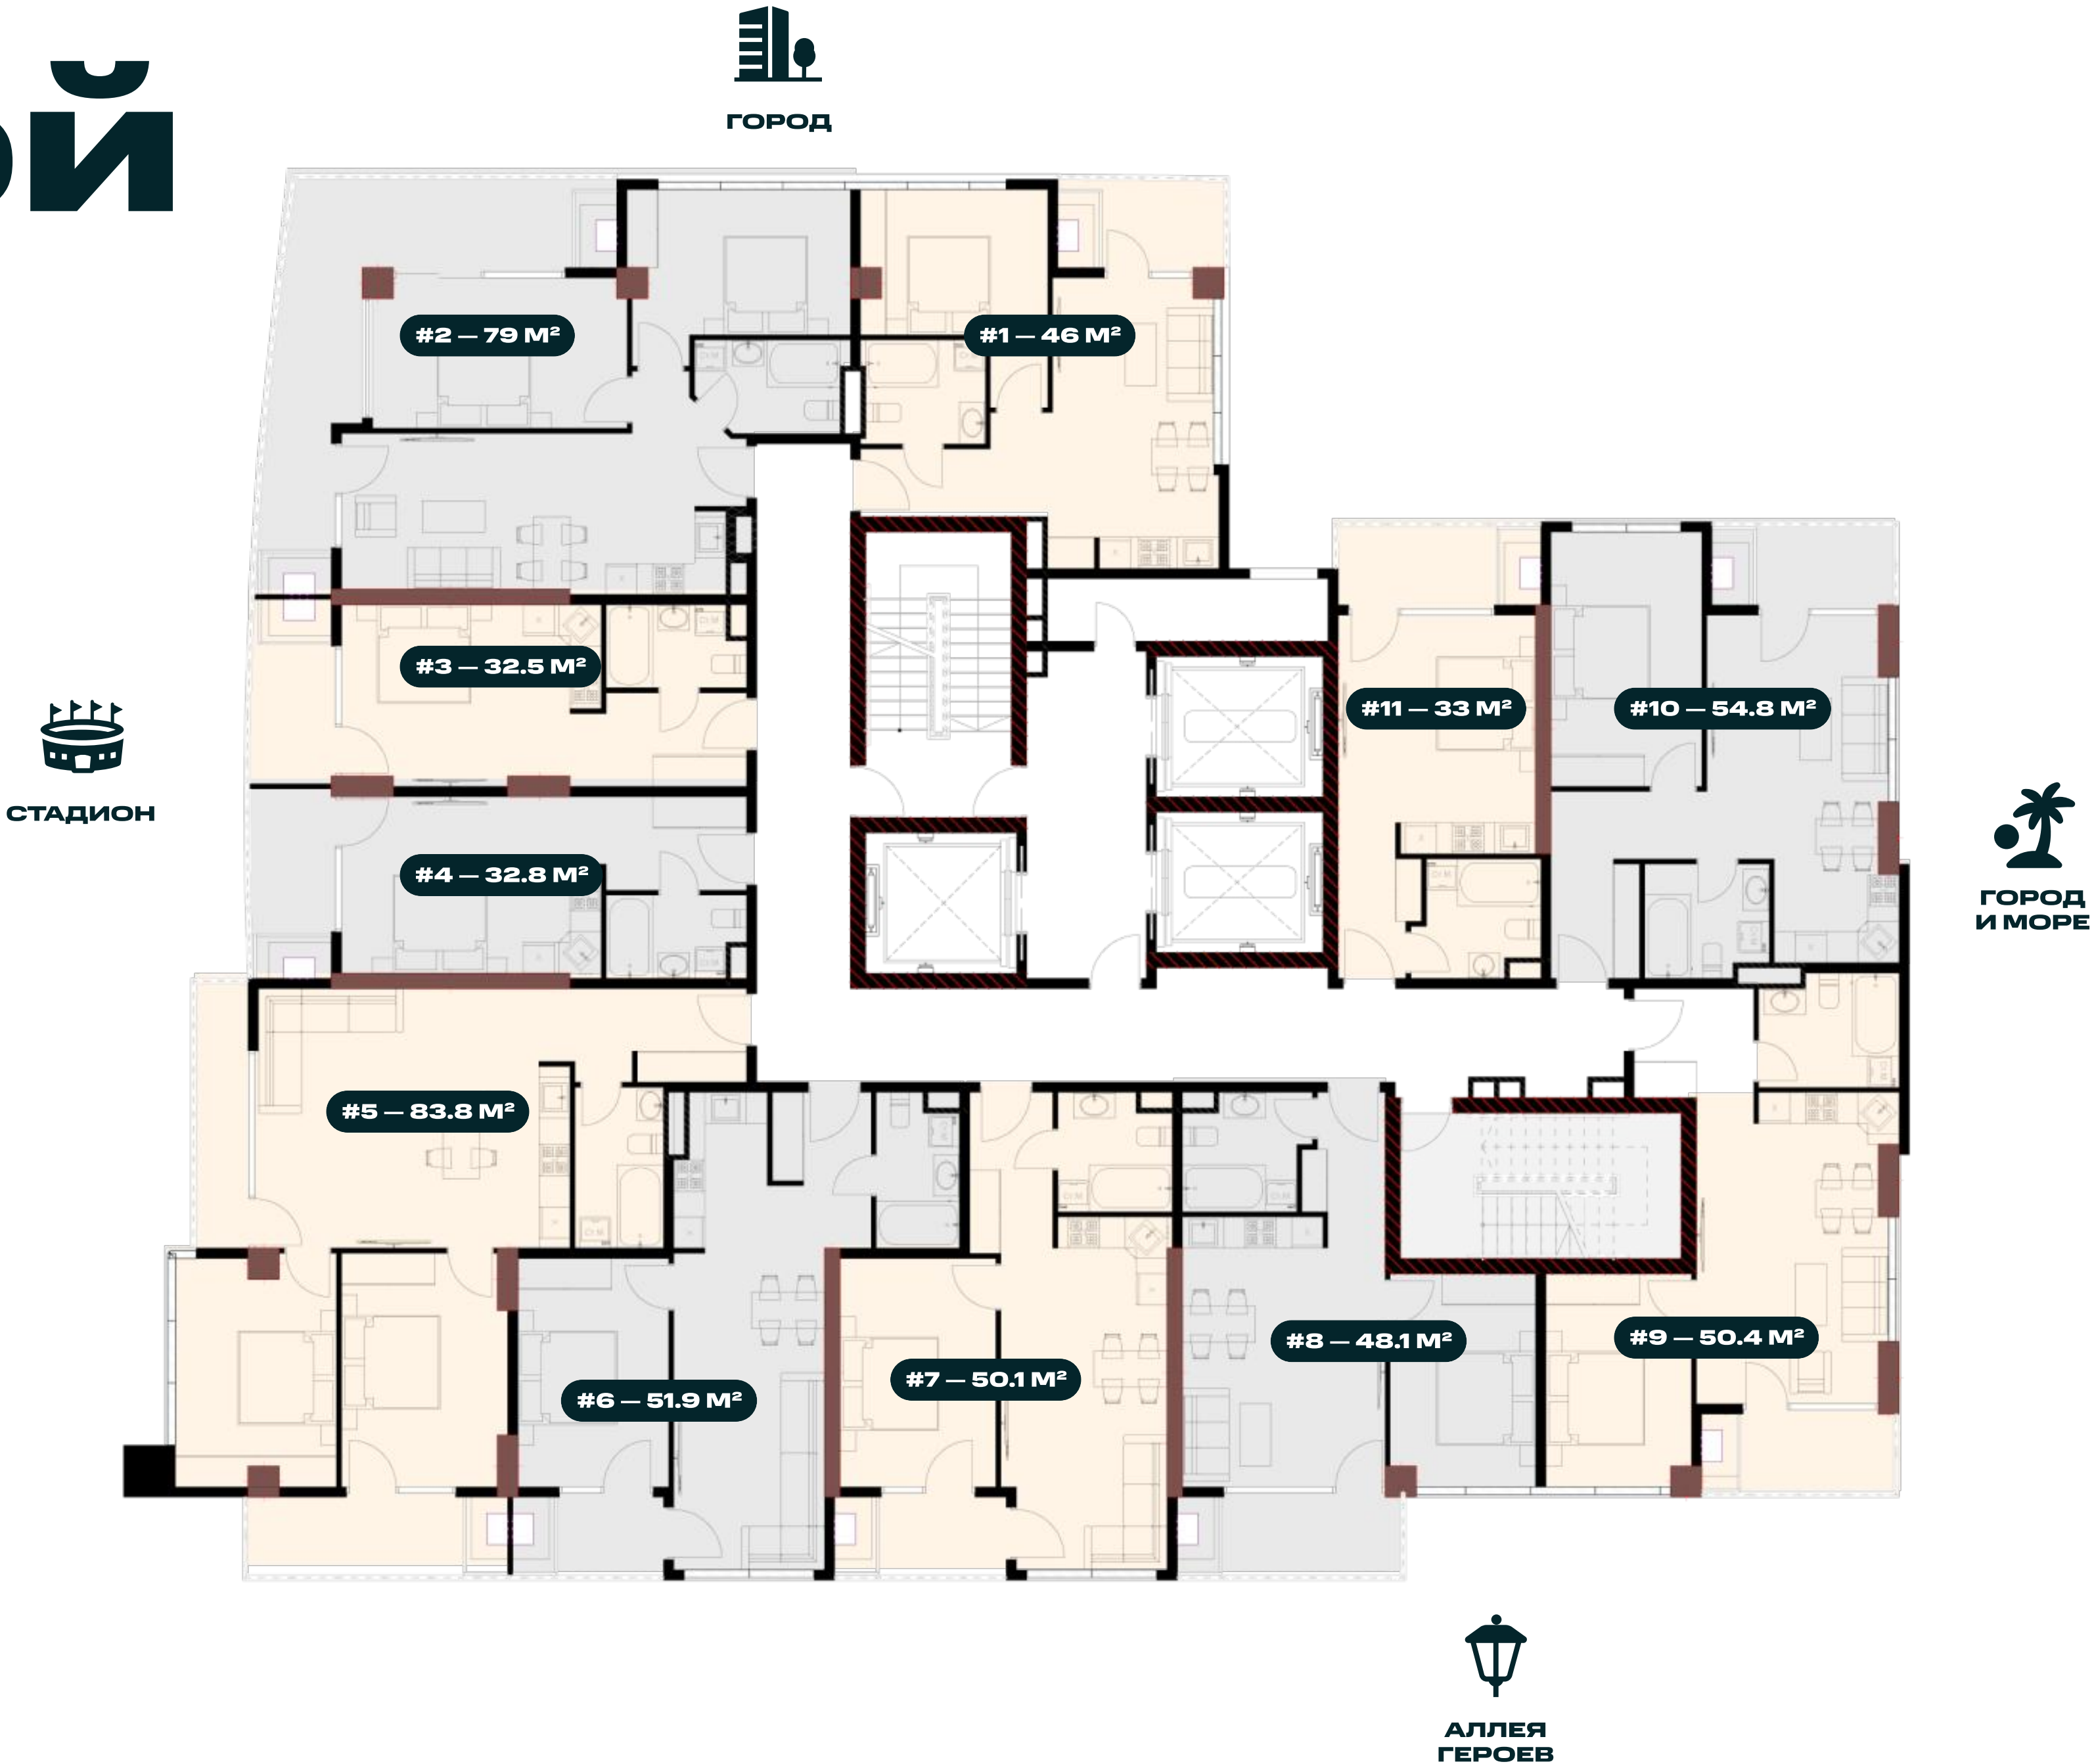 ой
ГОРОД
#2 — 79 М²
#1 — 46 М²
#3 — 32.5 М²
#11 — 33 М²
#10 — 54.8 М²
СТАДИОН
#4 — 32.8 М²
ГОРОД
И МОРЕ
#5 — 83.8 М²
#9 — 50.4 М²
#8 — 48.1 М²
#7 — 50.1 М²
#6 — 51.9 М²
АЛЛЕЯ
ГЕРОЕВ